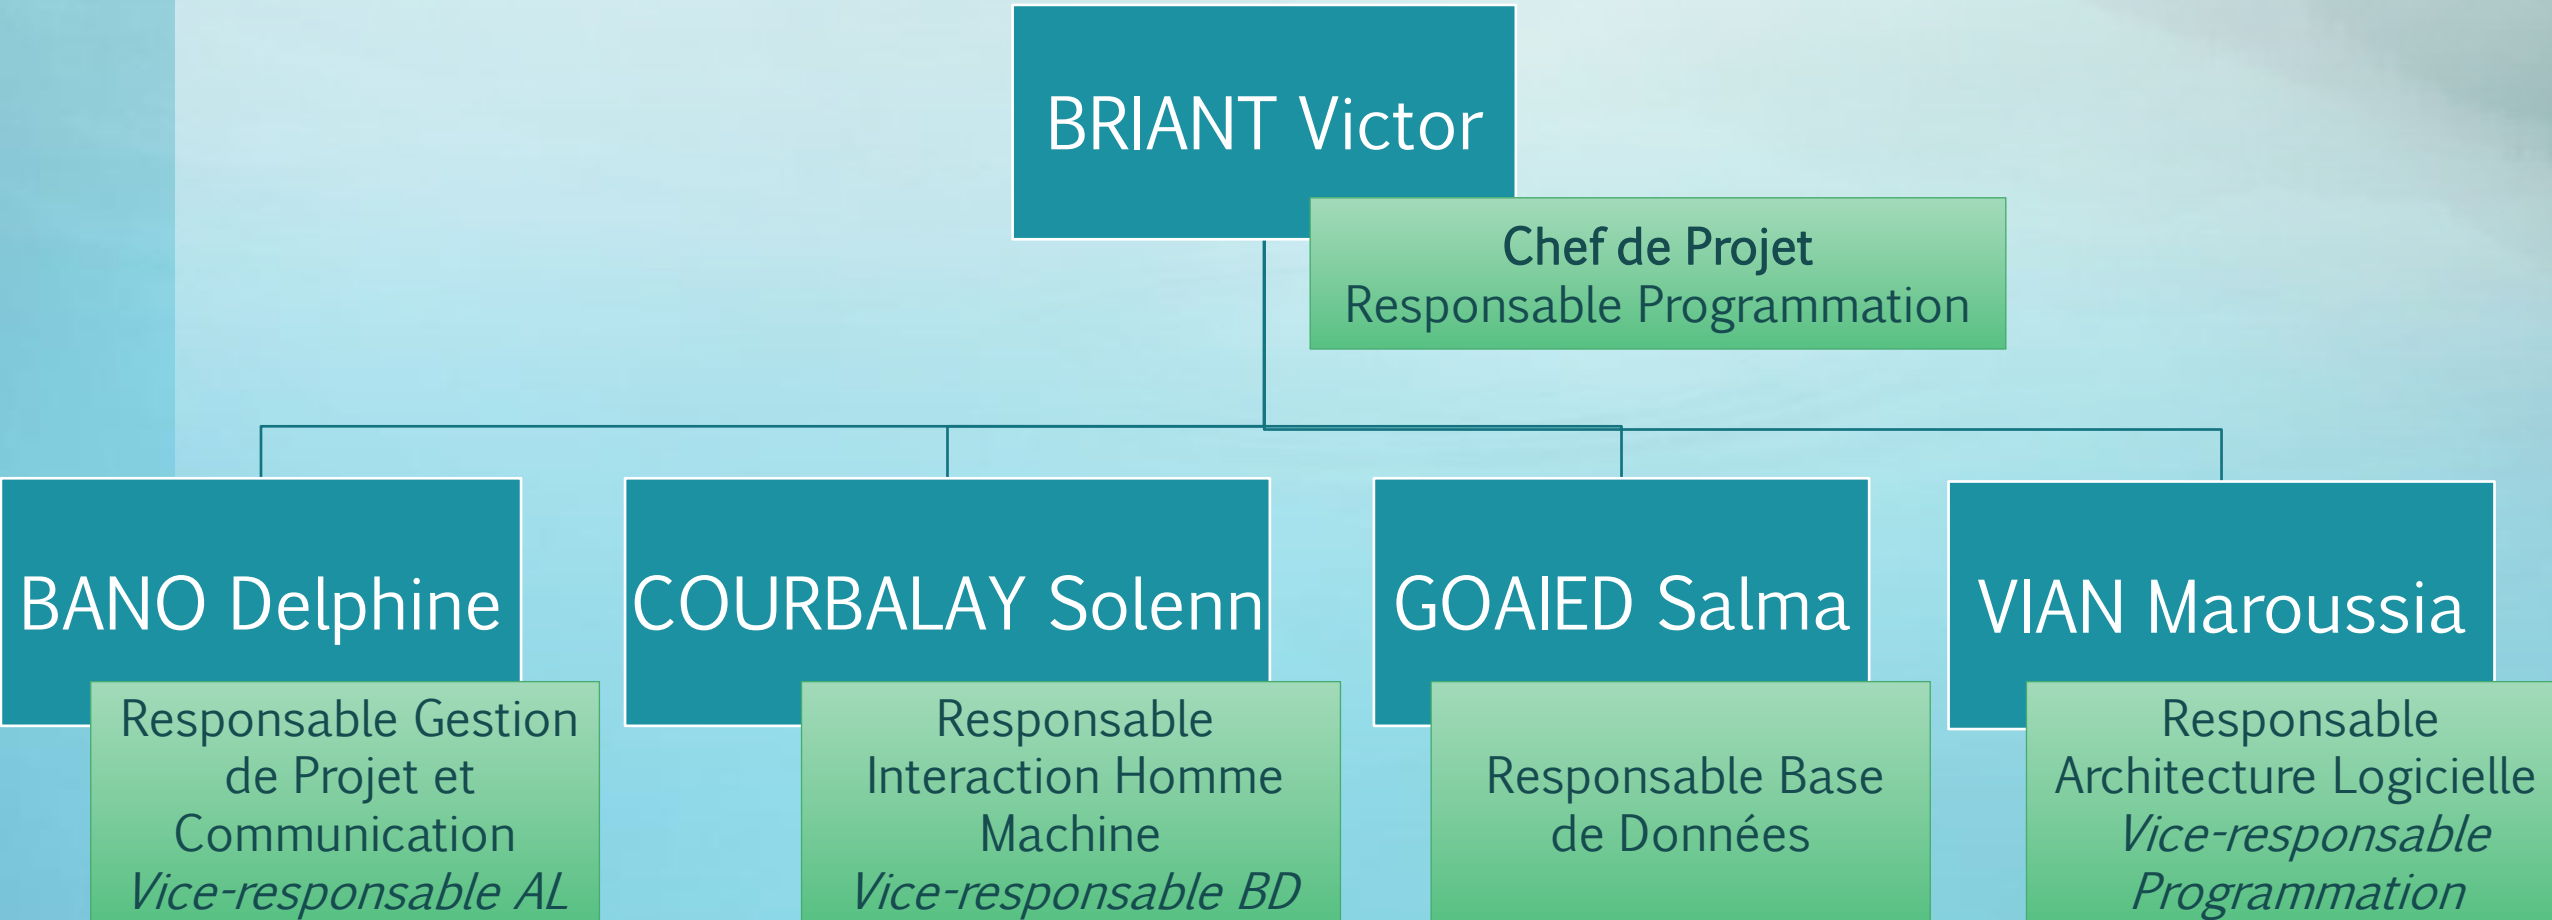 BRIANT Victor
Chef de Projet
Responsable Programmation
BANO Delphine
Responsable Gestion
de Projet et
Communication
Vice-responsable AL
COURBALAY Solenn
Responsable
Interaction Homme
Machine
Vice-responsable BD
GOAIED Salma
Responsable Base
de Données
VIAN Maroussia
Responsable
Architecture Logicielle
Vice-responsable
Programmation